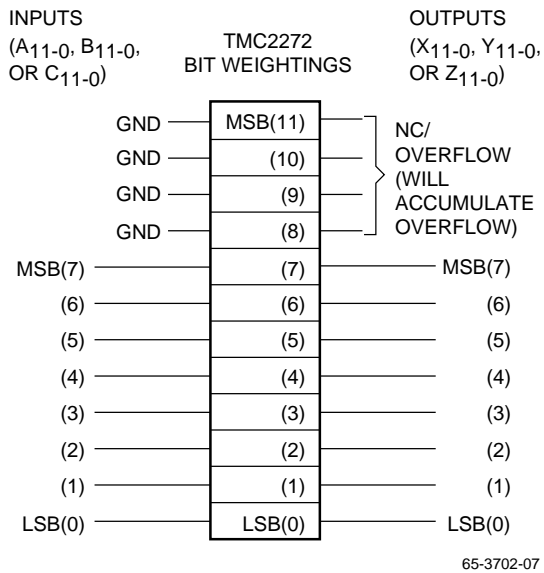 INPUTS
(A11-0, B11-0,
OR C11-0)
TMC2272
BIT WEIGHTINGS
OUTPUTS
(X11-0, Y11-0,
OR Z11-0)
GND MSB(11)
GND (10)
GND (9)
GND (8)
NC/
OVERFLOW
(WILL
ACCUMULATE
OVERFLOW)
MSB(7) (7) MSB(7)
(6) (6) (6)
(5) (5) (5)
(4) (4) (4)
(3) (3) (3)
(2) (2) (2)
(1) (1) (1)
LSB(0) LSB(0) LSB(0)
65-3702-07